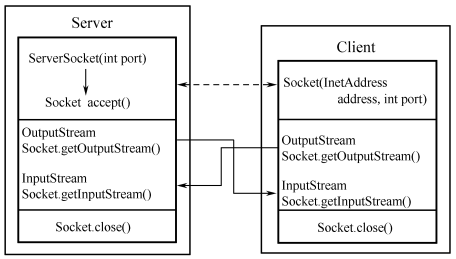 Server
ServerSocket(int port)
Socket accept()
OutputStream
Socket.getOutputStream()
InputStream
Socket.getInputStream()
Socket.close()
Client
Socket(InetAddress
address, int port)
OutputStream
Socket.getOutputStream()
InputStream
Socket.getInputStream()
Socket.close()